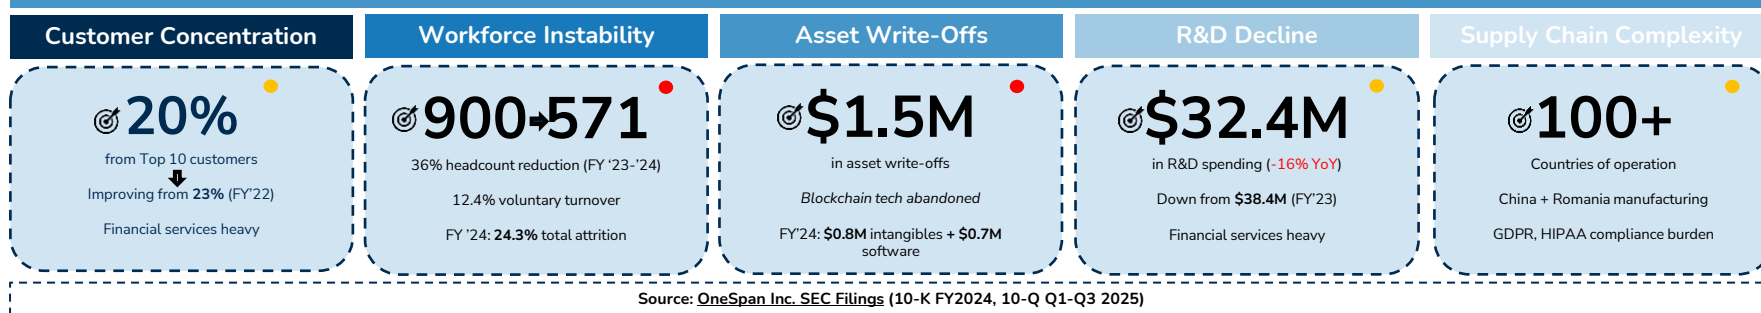 Customer Concentration
20%
from Top 10 customers
Improving from 23% (FY'22)
Financial services heavy
Workforce Instability
900 571
36% headcount reduction (FY '23-'24)
12.4% voluntary turnover
FY '24: 24.3% total attrition
Asset Write-Offs
$1.5M
in asset write-offs
Blockchain tech abandoned
FY'24: $0.8M intangibles + $0.7M
software
R&D Decline
$32.4M
in R&D spending (-16% YoY)
Down from $38.4M (FY'23)
Financial services heavy
Supply Chain Complexity
100+
Countries of operation
China + Romania manufacturing
GDPR, HIPAA compliance burden
Source: OneSpan Inc. SEC Filings (10-K FY2024, 10-Q Q1-Q3 2025)